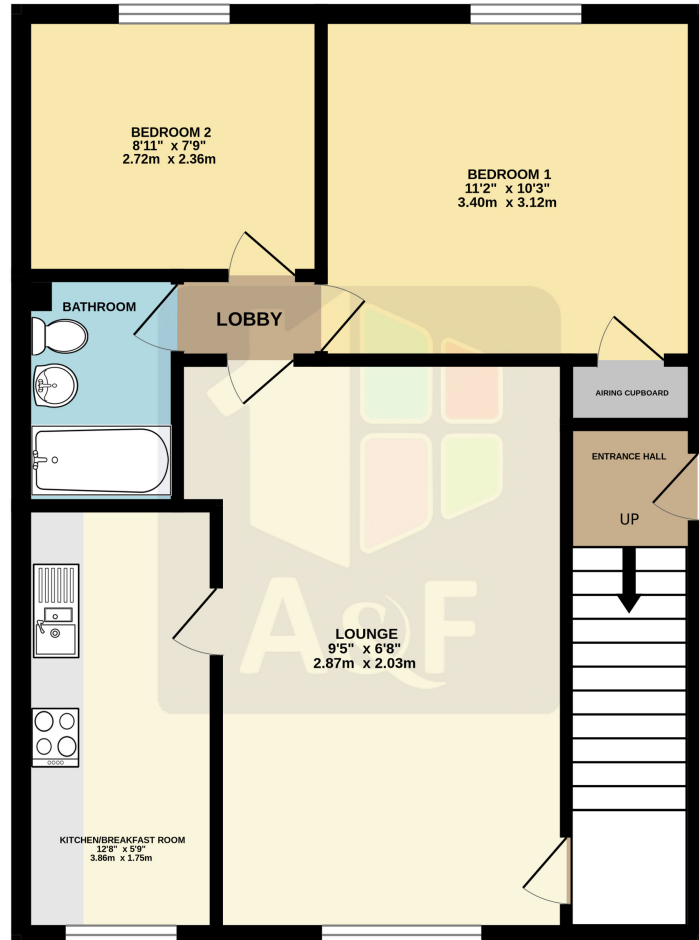 BEDROOM 2
8'11" x 7'9"
2.72m x 2.36m
BEDROOM 1
11'2" x 10'3"
3.40m x 3.12m
BATHROOM
LOBBY
AIRING CUPBOARD
ENTRANCE HALL
UP
A&F
LOUNGE
9'5" x 6'8"
2.87m x 2.03m
KITCHEN/BREAKFAST ROOM
12'8" x 5'9"
3.86m x 1.75m